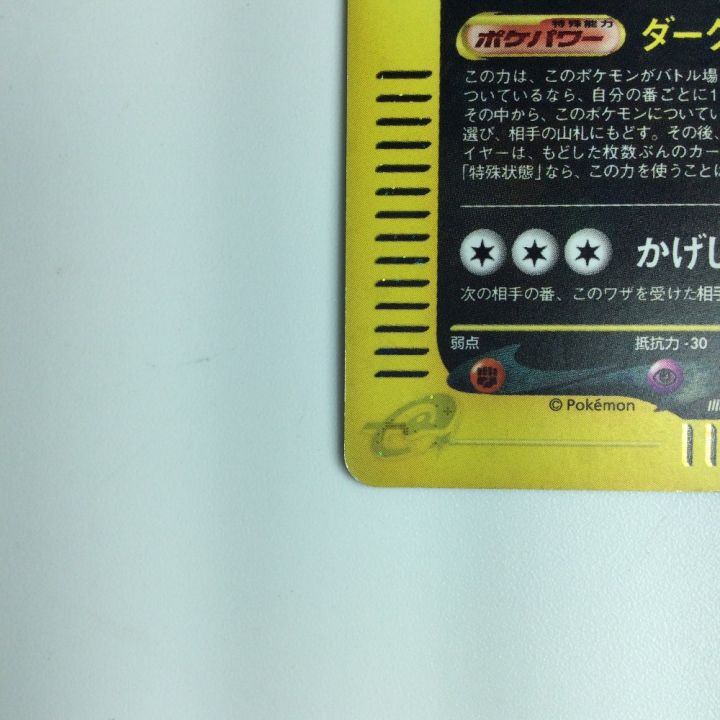 特殊能力
ポケパワー ダーク
この力は、このポケモンがバトル場
ついているなら、自分の番ごとに1
その中から、このポケモンについてい
選び、相手の山札にもどす。その後、
イヤーは、もどした枚数ぶんのカー
「特殊状態」なら、この力を使うことは
かげし
次の相手の番、このワザを受けた相手
弱点 抵抗力 -30
© Pokémon Ill